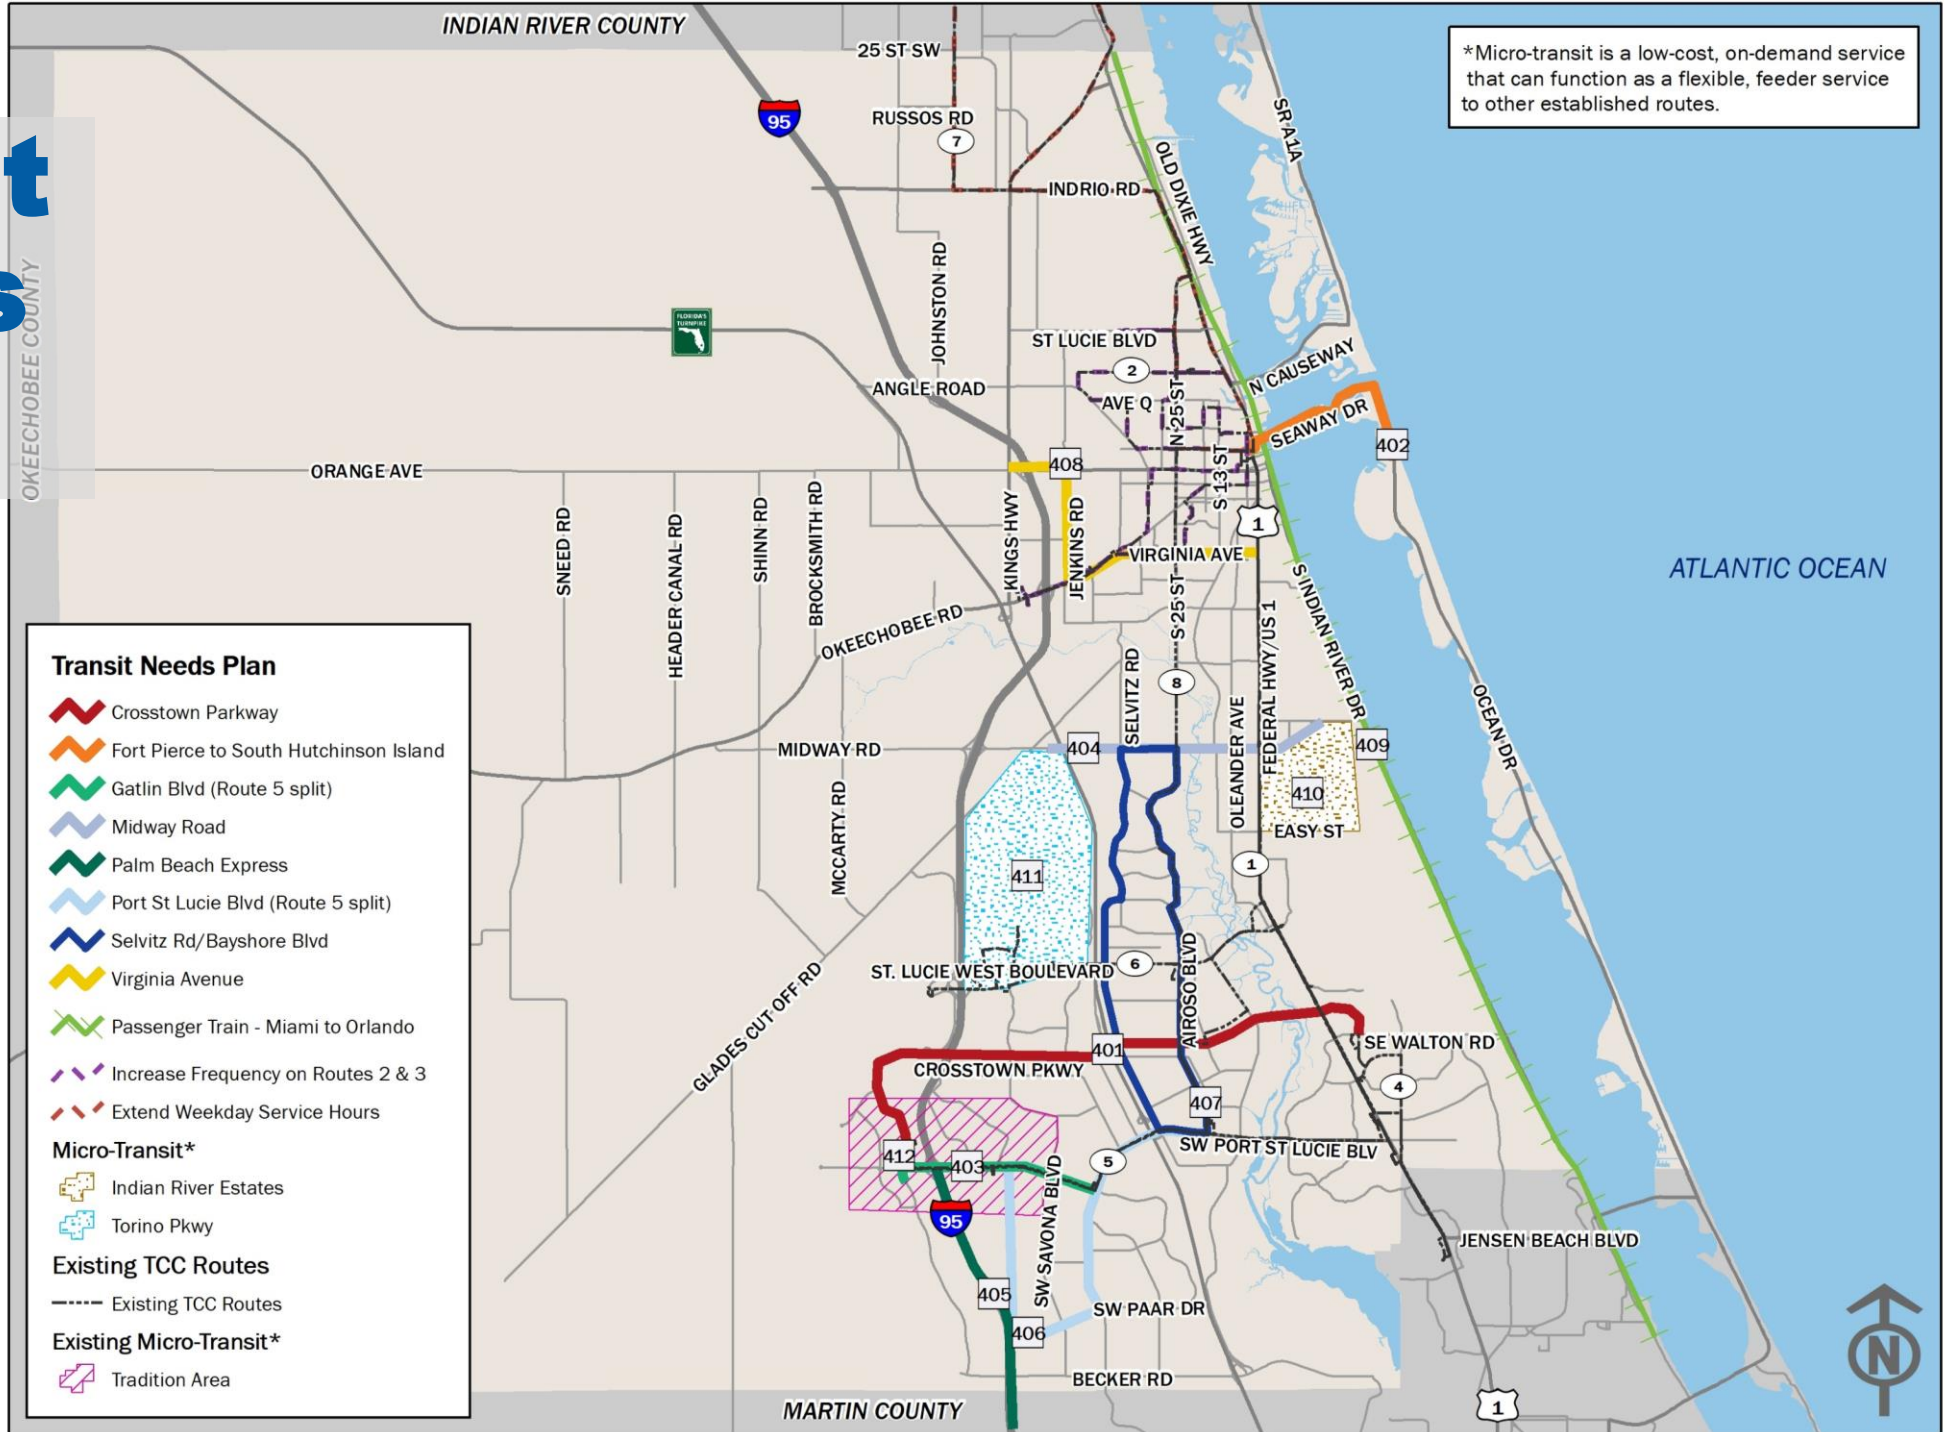 INDIAN RIVER COUNTY
25 ST SW
*Micro-transit is a low-cost, on-demand service
that can function as a flexible, feeder service
to other established routes.
95
RUSSOS RD
7
SR A1A
t
OLD DIXIE HWY
INDRIO RD
s
OKEECHOBEE COUNTY
FLORIDA'S
TURNPIKE
JOHNSTON RD
ST LUCIE BLVD
2
N CAUSEWAY
ANGLE ROAD
AVE Q
N 25 ST
SEAWAY DR
402
ORANGE AVE
408
S 13 ST
SNEED RD
HEADER CANAL RD
SHINN RD
BROCKSMITH RD
KINGS HWY
JENKINS RD
1
VIRGINIA AVE
ATLANTIC OCEAN
OKEECHOBEE RD
S 25 ST
FEDERAL HWY/US 1
S INDIAN RIVER DR
SELVITZ RD
8
OLEANDER AVE
OCEAN DR
MIDWAY RD
404
409
410
MCCARTY RD
EASY ST
411
1
ST. LUCIE WEST BOULEVARD
6
AIROSO BLVD
GLADES CUT OFF RD
401
CROSSTOWN PKWY
SE WALTON RD
4
407
412
403
5
SW PORT ST LUCIE BLV
95
SW SAVONA BLVD
JENSEN BEACH BLVD
405
406
SW PAAR DR
BECKER RD
MARTIN COUNTY
1
N
Transit Needs Plan
Crosstown Parkway
Fort Pierce to South Hutchinson Island
Gatlin Blvd (Route 5 split)
Midway Road
Palm Beach Express
Port St Lucie Blvd (Route 5 split)
Selvitz Rd/Bayshore Blvd
Virginia Avenue
Passenger Train - Miami to Orlando
Increase Frequency on Routes 2 & 3
Extend Weekday Service Hours
Micro-Transit*
Indian River Estates
Torino Pkwy
Existing TCC Routes
Existing TCC Routes
Existing Micro-Transit*
Tradition Area